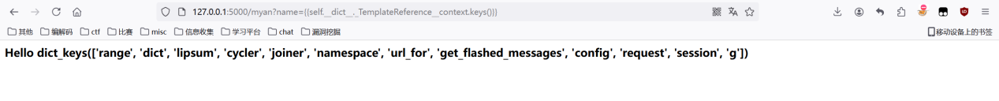 127.0.0.1:5000/myan?name={{self.__dict__._TemplateReference__context.keys()}}
其他 编解码 ctf 比赛 misc 信息收集 学习平台 chat 漏洞挖掘 移动设备上的书签
Hello dict_keys(['range', 'dict', 'lipsum', 'cycler', 'joiner', 'namespace', 'url_for', 'get_flashed_messages', 'config', 'request', 'session', 'g'])